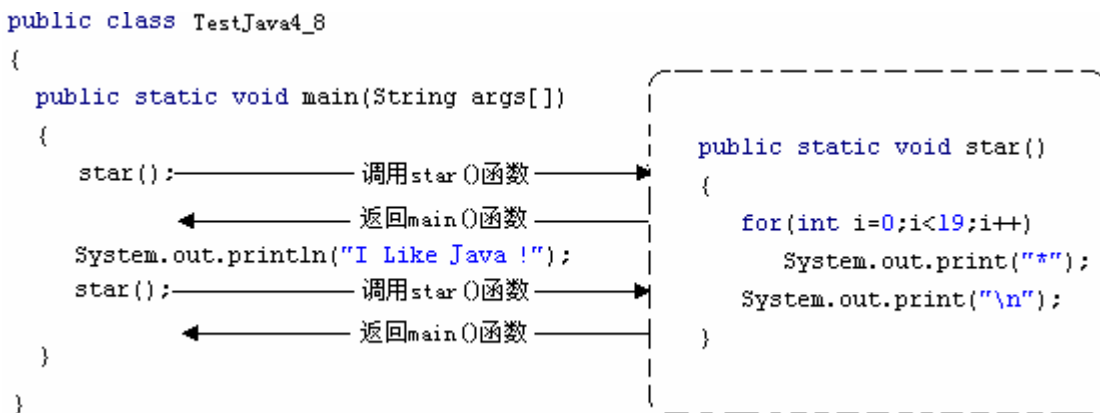 public class TestJava4_8
{
public static void main(String args[])
{
star();
调用star()函数
返回main()函数
System.out.println("I Like Java !");
star();
调用star()函数
返回main()函数
}
}
public static void star()
{
for(int i=0;i<19;i++)
System.out.print("*");
System.out.print("\n");
}